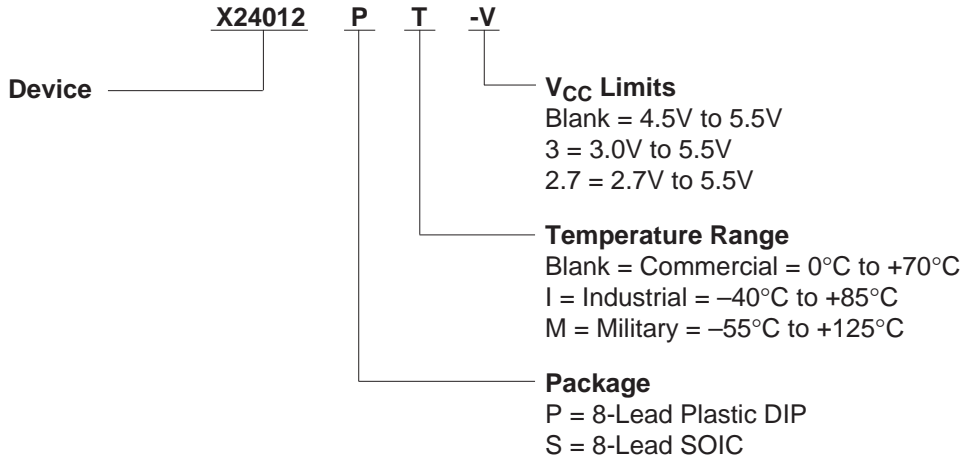 X24012 P T -V
Device
VCC Limits
Blank = 4.5V to 5.5V
3 = 3.0V to 5.5V
2.7 = 2.7V to 5.5V
Temperature Range
Blank = Commercial = 0°C to +70°C
I = Industrial = –40°C to +85°C
M = Military = –55°C to +125°C
Package
P = 8-Lead Plastic DIP
S = 8-Lead SOIC